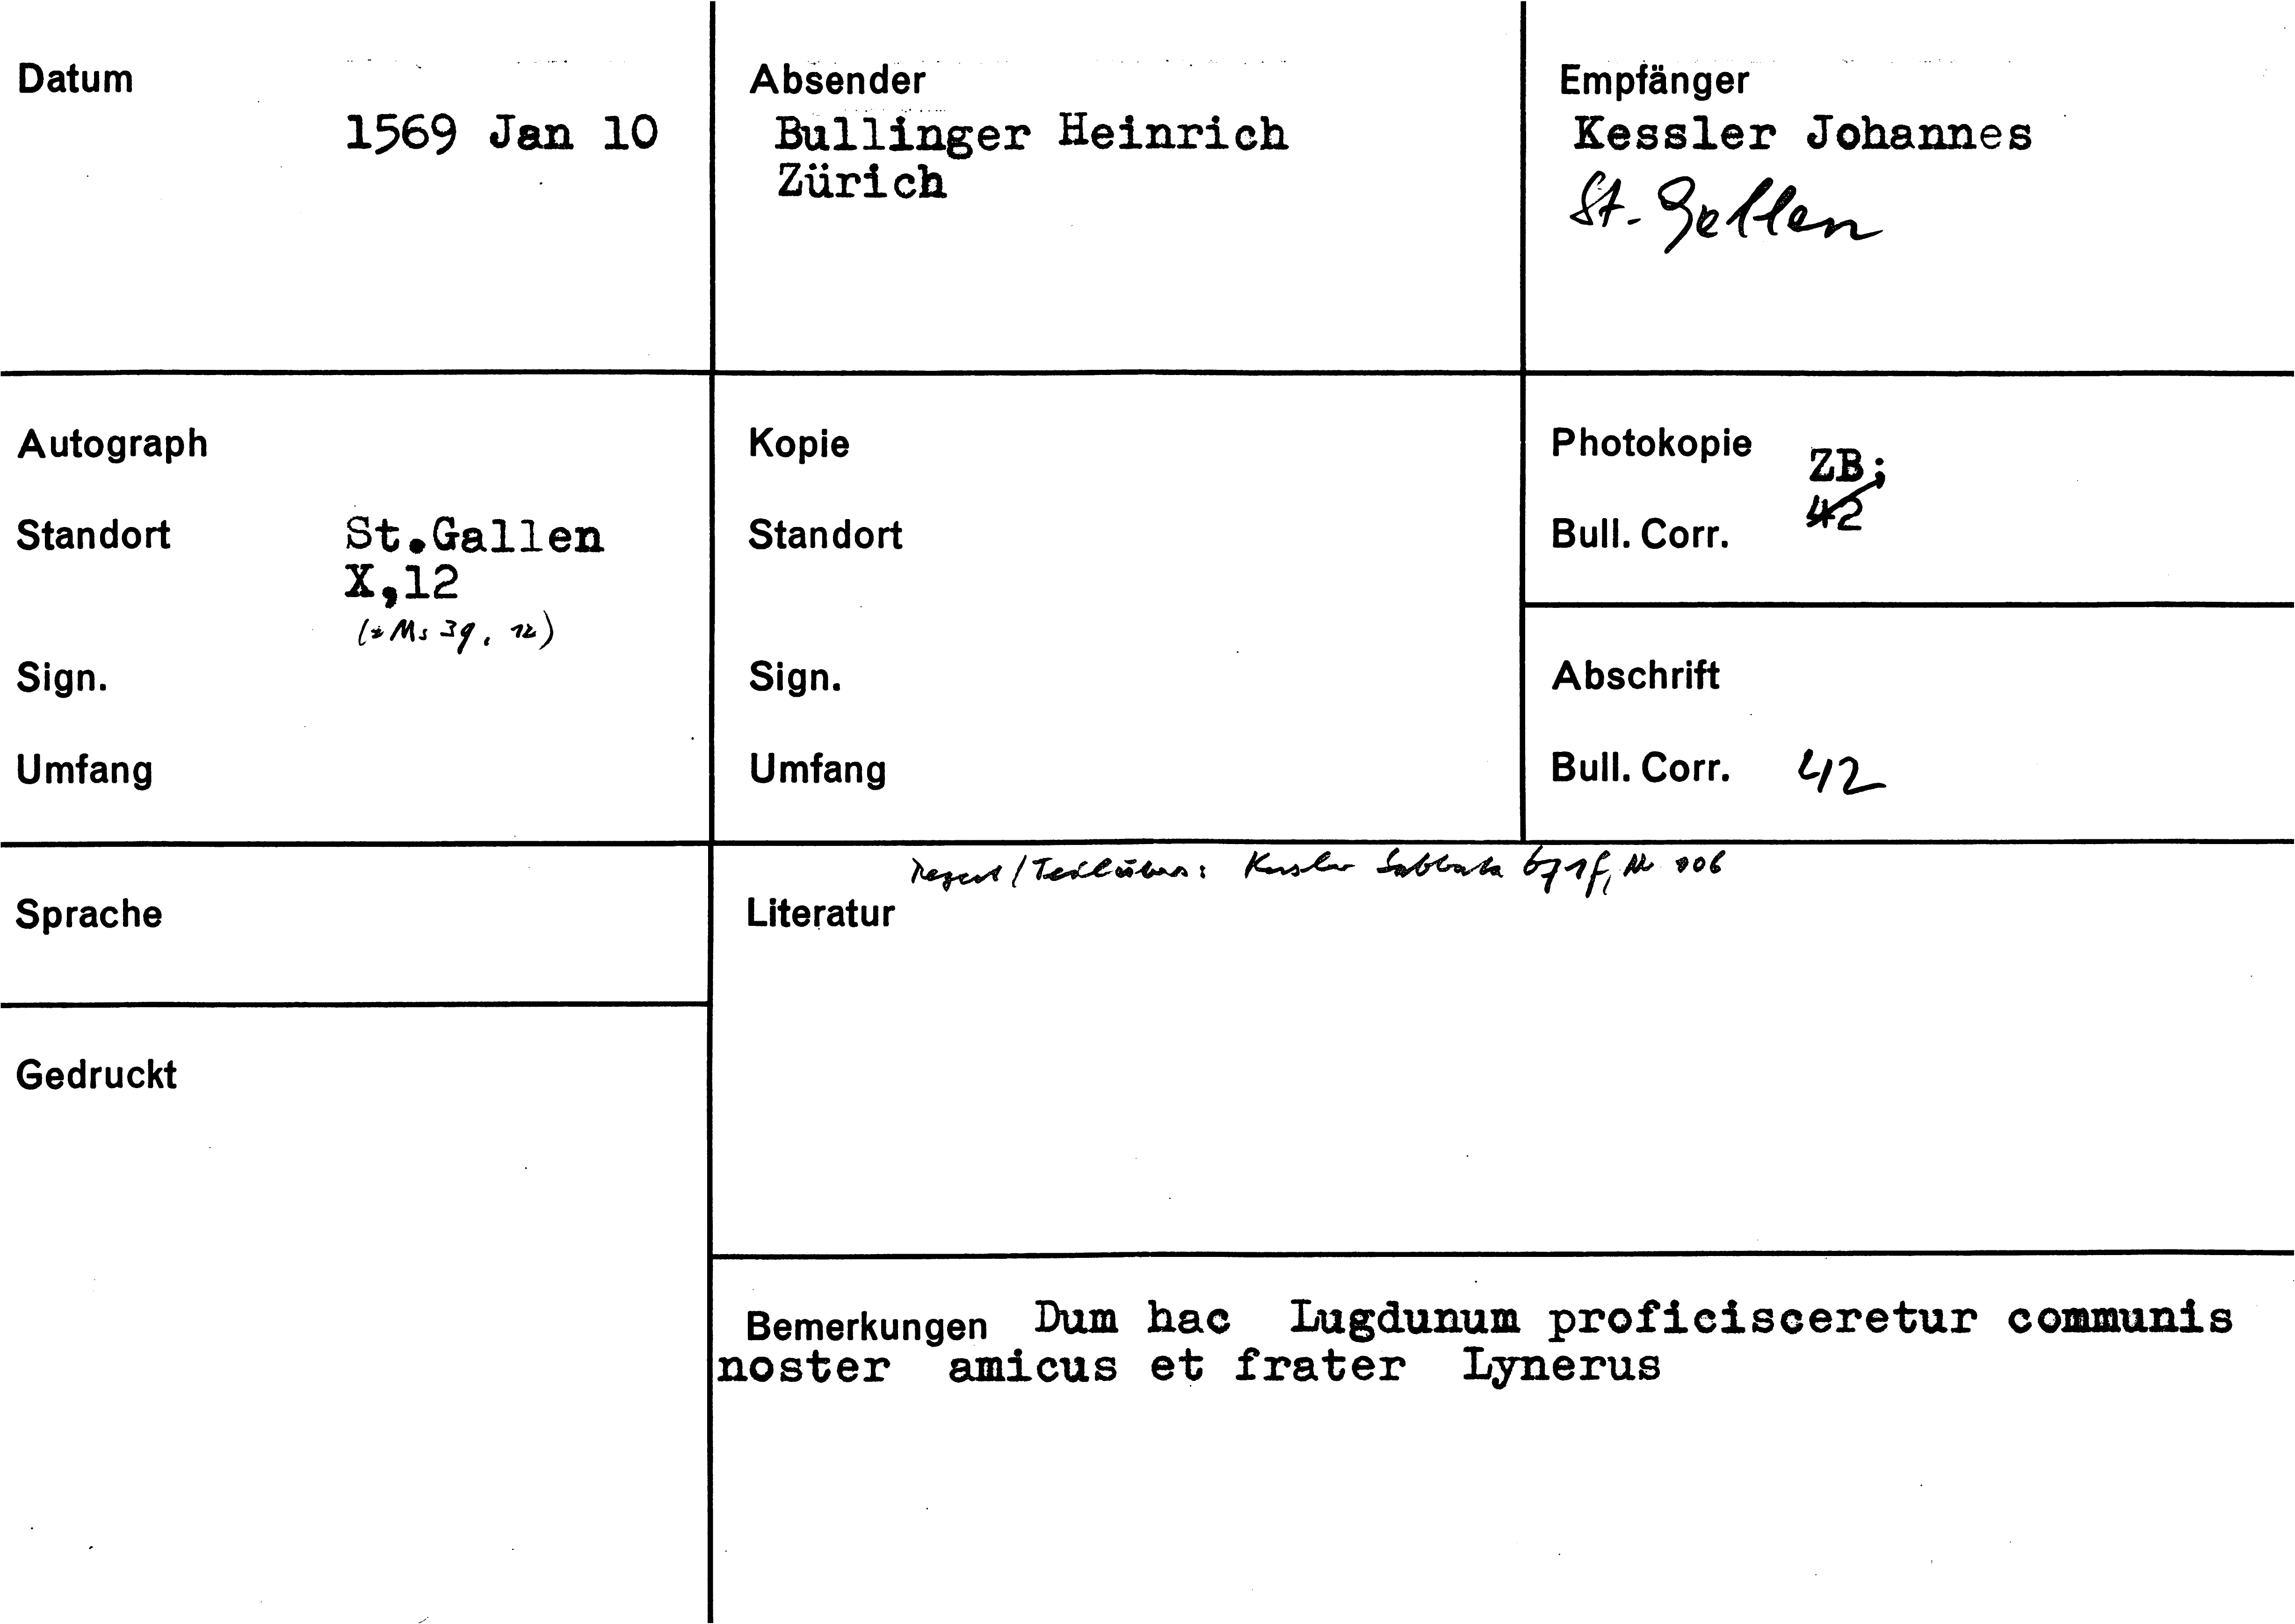 Datum
1569 Jan 10
Absender
Bullinger Heinrich
Zürich
Empfänger
Kessler Johannes
St. Gallen
Autograph
Standort
St.Gallen
X,12
(= Ms 39, 12)
Sign.
Umfang
Kopie
Standort
Sign.
Umfang
Photokopie
ZB;
42
Bull. Corr.
Abschrift
Bull. Corr. 42
Sprache
Regest / Teilübers: Kessler Sabbata 671f, Nr
Literatur
Gedruckt
Bemerkungen Dum hac Lugdunum proficisceretur communis
noster amicus et frater Lynerus